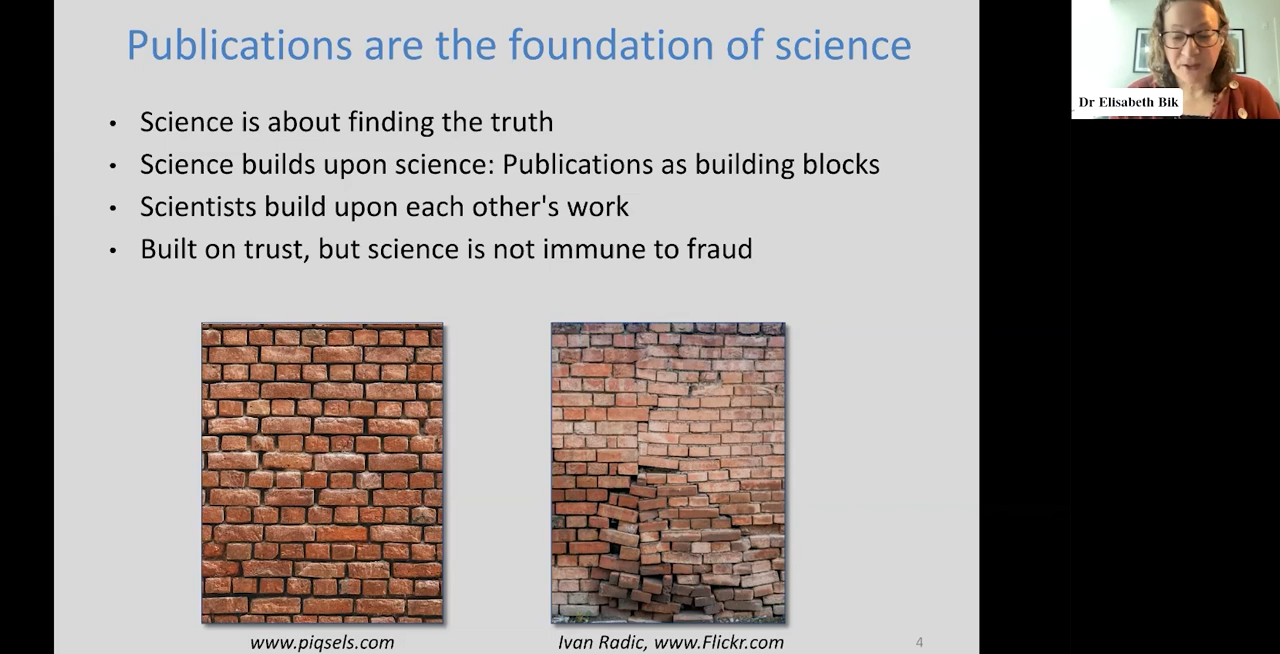 Publications are the foundation of science
• Science is about finding the truth
• Science builds upon science: Publications as building blocks
• Scientists build upon each other's work
• Built on trust, but science is not immune to fraud
www.piqsels.com
Ivan Radic, www.Flickr.com
4
Dr Elisabeth Bik